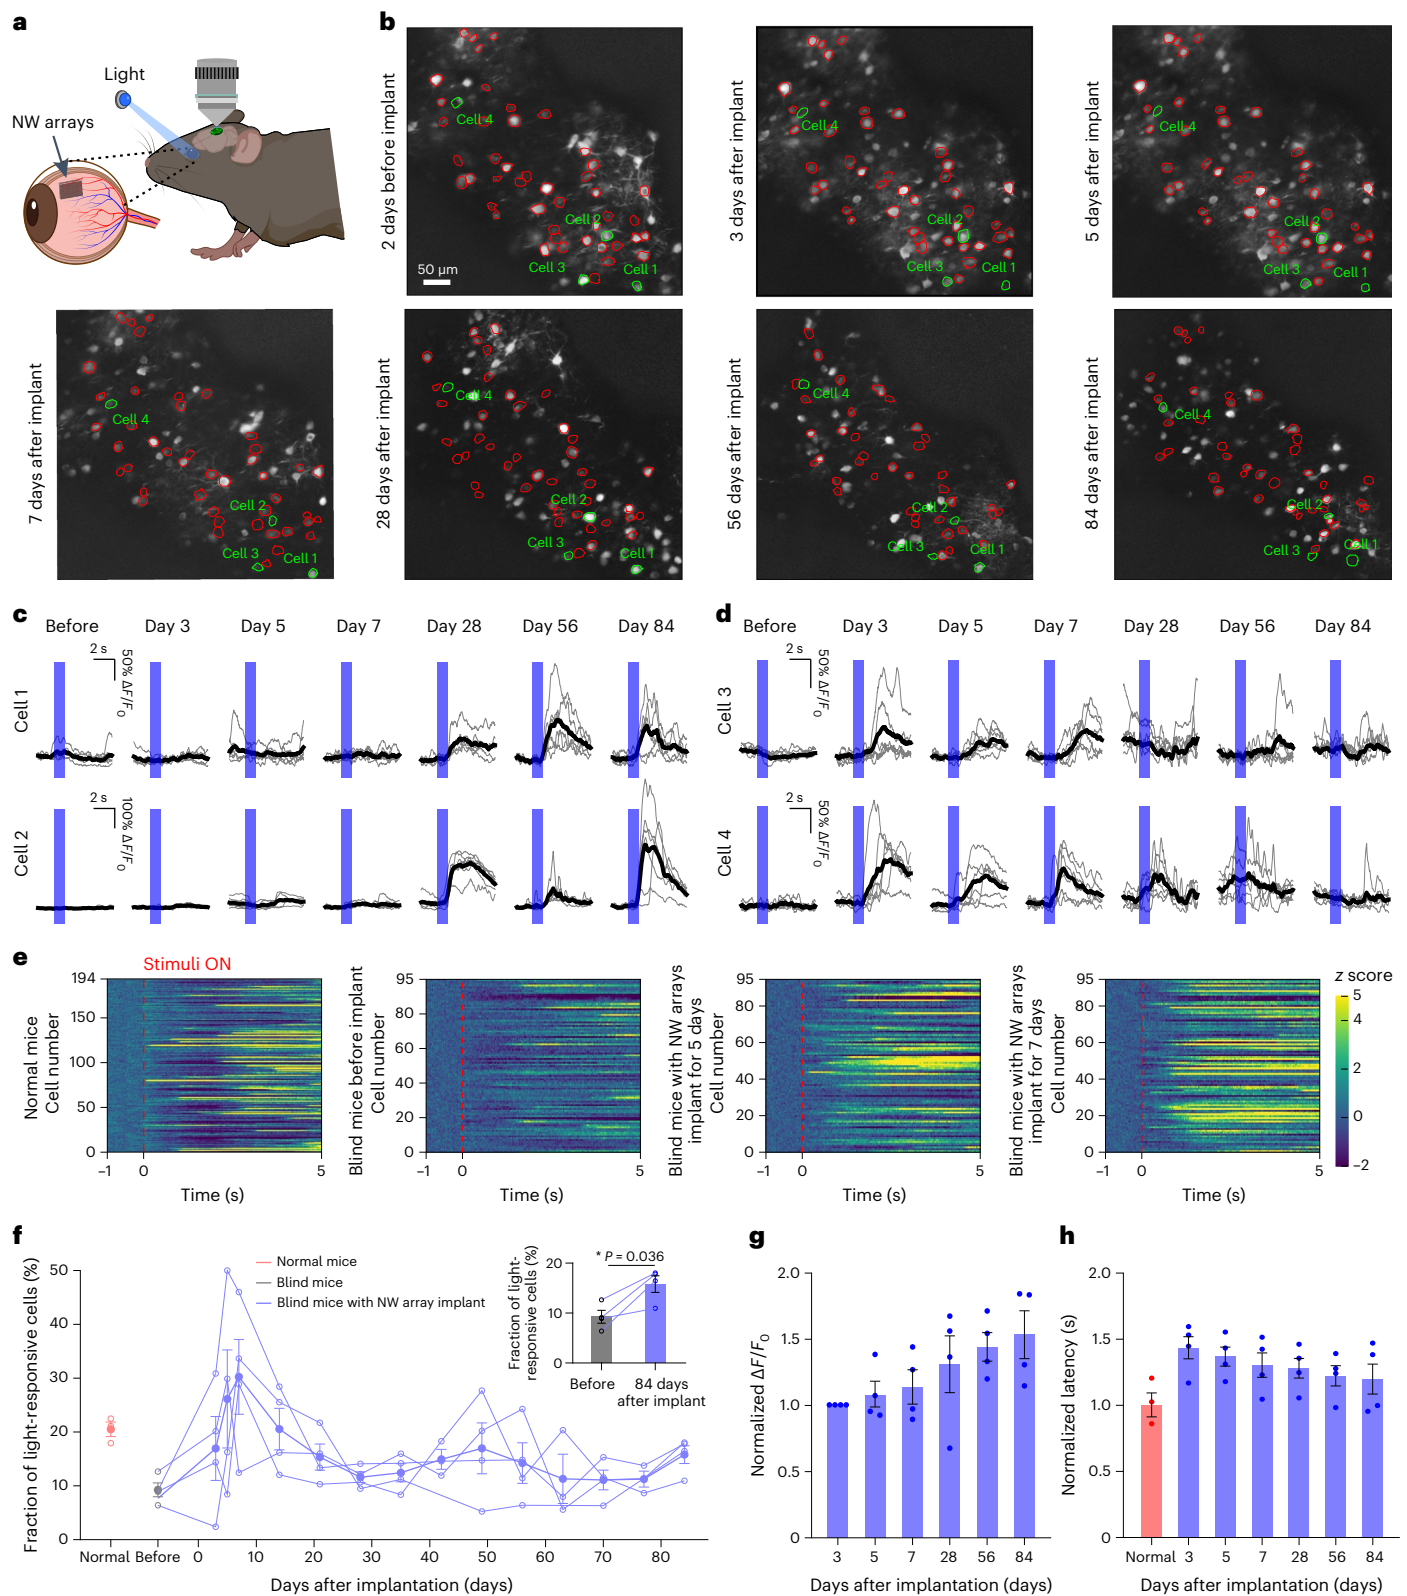 a
Light
NW arrays
b
2 days before implant
Cell 4
Cell 2
Cell 3
Cell 1
50 µm
3 days after implant
Cell 4
Cell 2
Cell 3
Cell 1
5 days after implant
Cell 4
Cell 2
Cell 3
Cell 1
7 days after implant
Cell 4
Cell 2
Cell 3
Cell 1
28 days after implant
Cell 4
Cell 2
Cell 3
Cell 1
56 days after implant
Cell 4
Cell 2
Cell 3
Cell 1
84 days after implant
Cell 4
Cell 2
Cell 3
Cell 1
c
Before Day 3 Day 5 Day 7 Day 28 Day 56 Day 84
Cell 1
2 s
50% ΔF/F0
Cell 2
2 s
100% ΔF/F0
d
Before Day 3 Day 5 Day 7 Day 28 Day 56 Day 84
Cell 3
2 s
50% ΔF/F0
Cell 4
2 s
50% ΔF/F0
e
Stimuli ON
Normal mice
Cell number
194
150
100
50
0
−1 0 5
Time (s)
Blind mice before implant
Cell number
95
80
60
40
20
0
−1 0 5
Time (s)
Blind mice with NW arrays
implant for 5 days
Cell number
95
80
60
40
20
0
−1 0 5
Time (s)
Blind mice with NW arrays
implant for 7 days
Cell number
95
80
60
40
20
0
−1 0 5
Time (s)
z score
5
4
2
0
−2
f
Fraction of light-responsive cells (%)
50
40
30
20
10
0
Normal mice
Blind mice
Blind mice with NW array implant
Normal Before 0 10 20 30 40 50 60 70 80
Days after implantation (days)
Fraction of light-
responsive cells (%)
* P = 0.036
20
10
0
Before 84 days
after implant
g
Normalized ΔF/F0
2.0
1.5
1.0
0.5
0
3 5 7 28 56 84
Days after implantation (days)
h
Normalized latency (s)
2.0
1.5
1.0
0.5
0
Normal 3 5 7 28 56 84
Days after implantation (days)